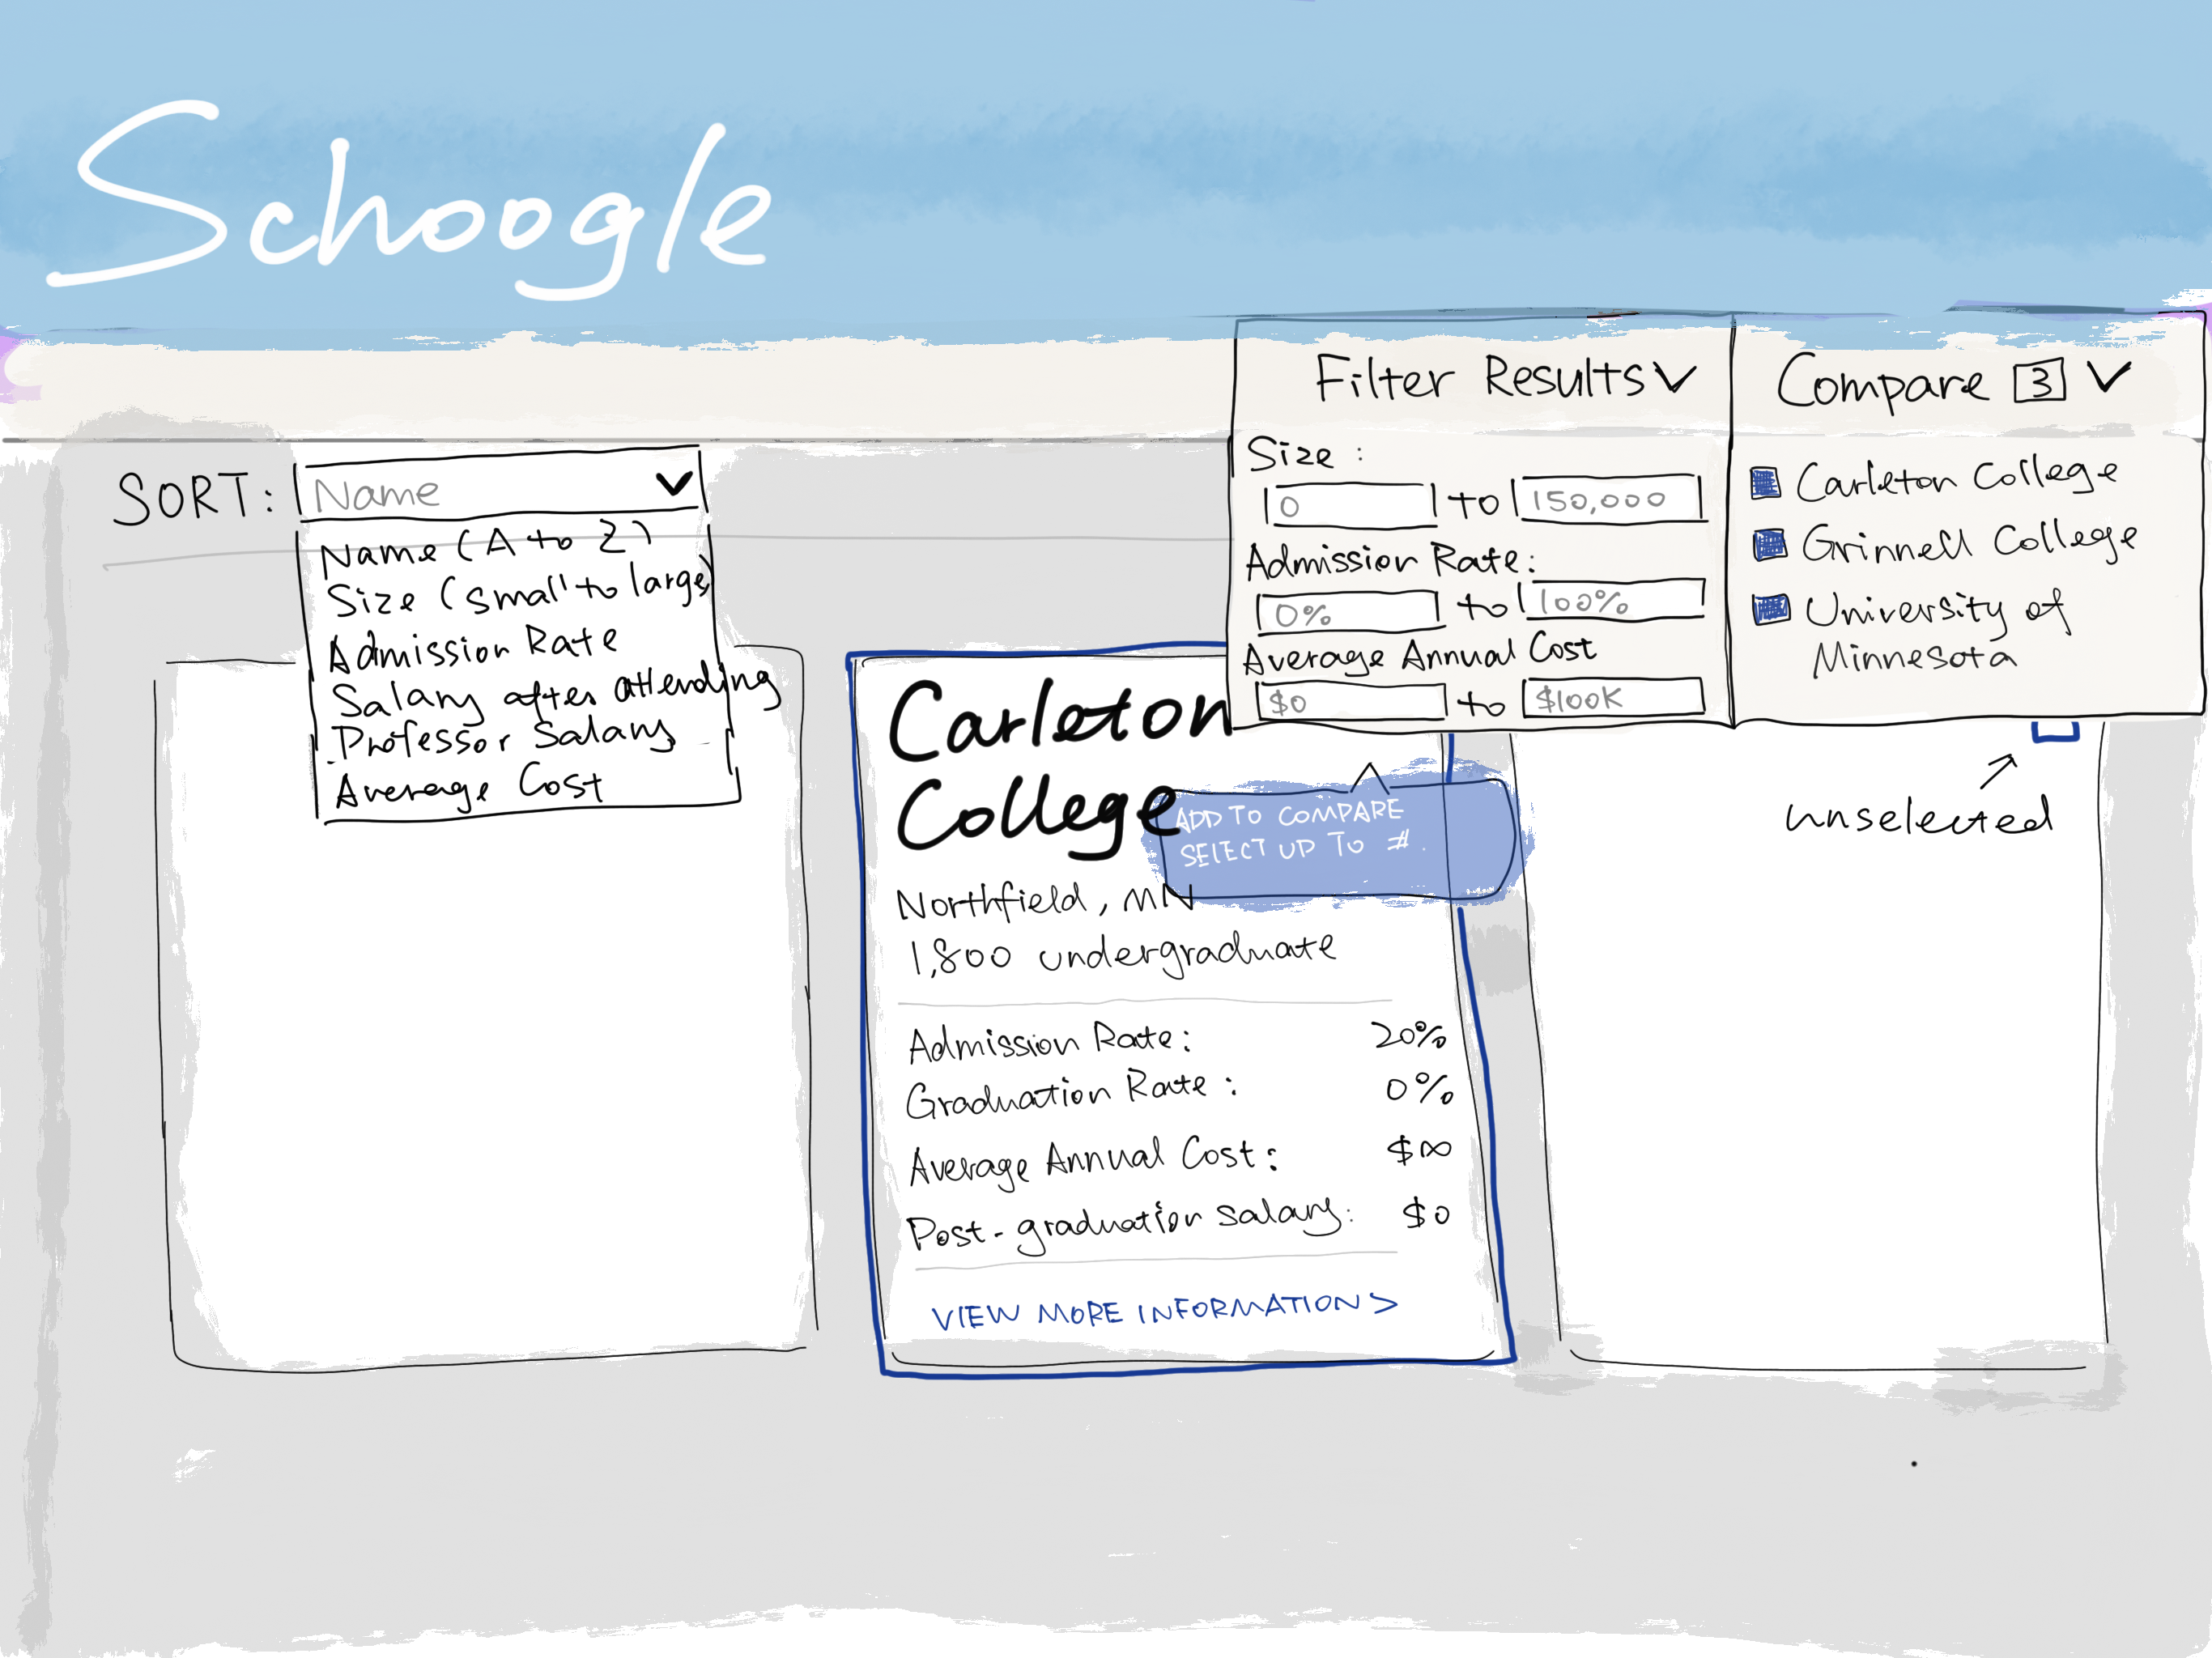 Schoogle
Filter Results
Compare 3
SORT: Name
Name (A to Z)
Size (small to large)
Admission Rate
Salary after attending
Professor Salary
Average Cost
Size :
0 to 150,000
Admission Rate:
0% to 100%
Average Annual Cost
$0 to $100K
Carleton College
Grinnell College
University of
Minnesota
Carleton
College
ADD TO COMPARE
SELECT UP TO #.
Northfield, MN
1,800 undergraduate
Admission Rate: 20%
Graduation Rate: 0%
Average Annual Cost: $∞
Post-graduation salary: $0
VIEW MORE INFORMATION >
unselected